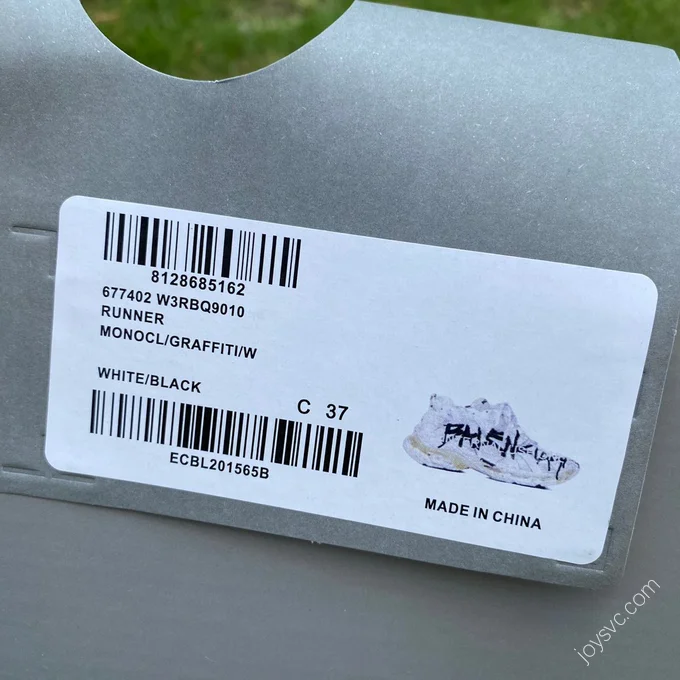 8128685162
677402 W3RBQ9010
RUNNER
MONOCL/GRAFFITI/W
WHITE/BLACK
C 37
ECBL201565B
MADE IN CHINA
joysvc.com